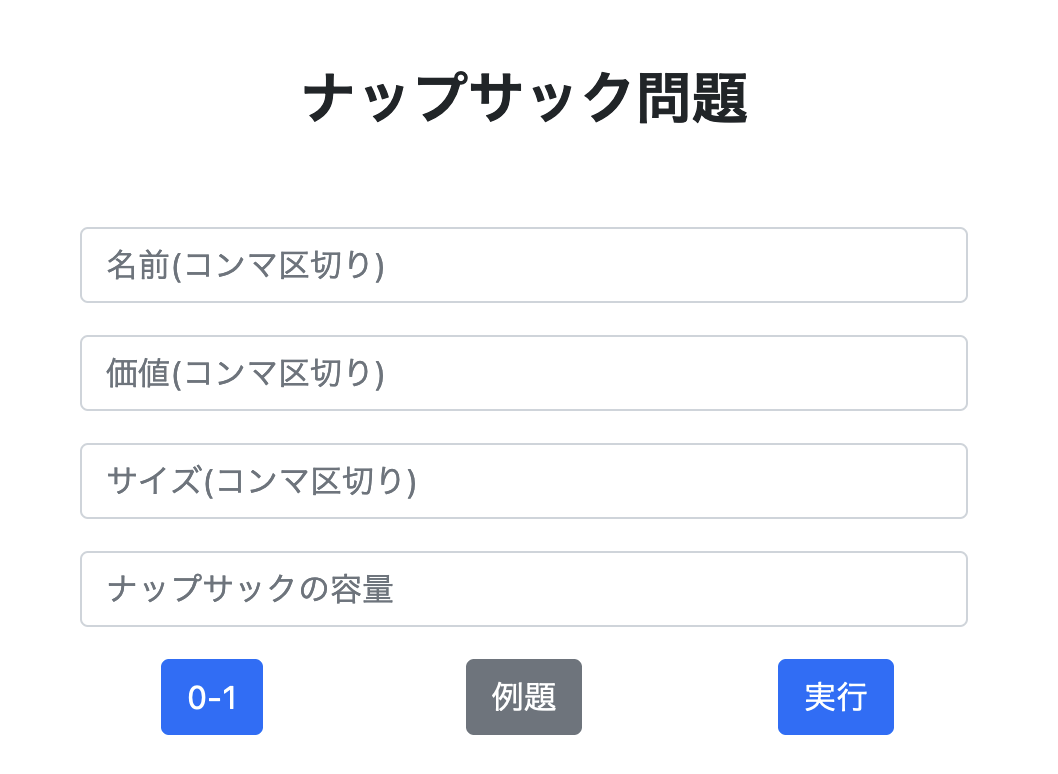 ナップサック問題
名前(コンマ区切り)
価値(コンマ区切り)
サイズ(コンマ区切り)
ナップサックの容量
0-1
例題
実行